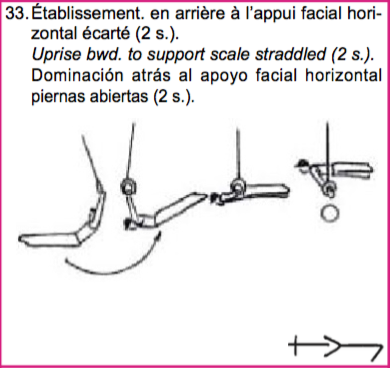 33. Établissement. en arrière à l'appui facial hori-
zontal écarté (2 s.).
Uprise bwd. to support scale straddled (2 s.).
Dominación atrás al apoyo facial horizontal
piernas abiertas (2 s.).